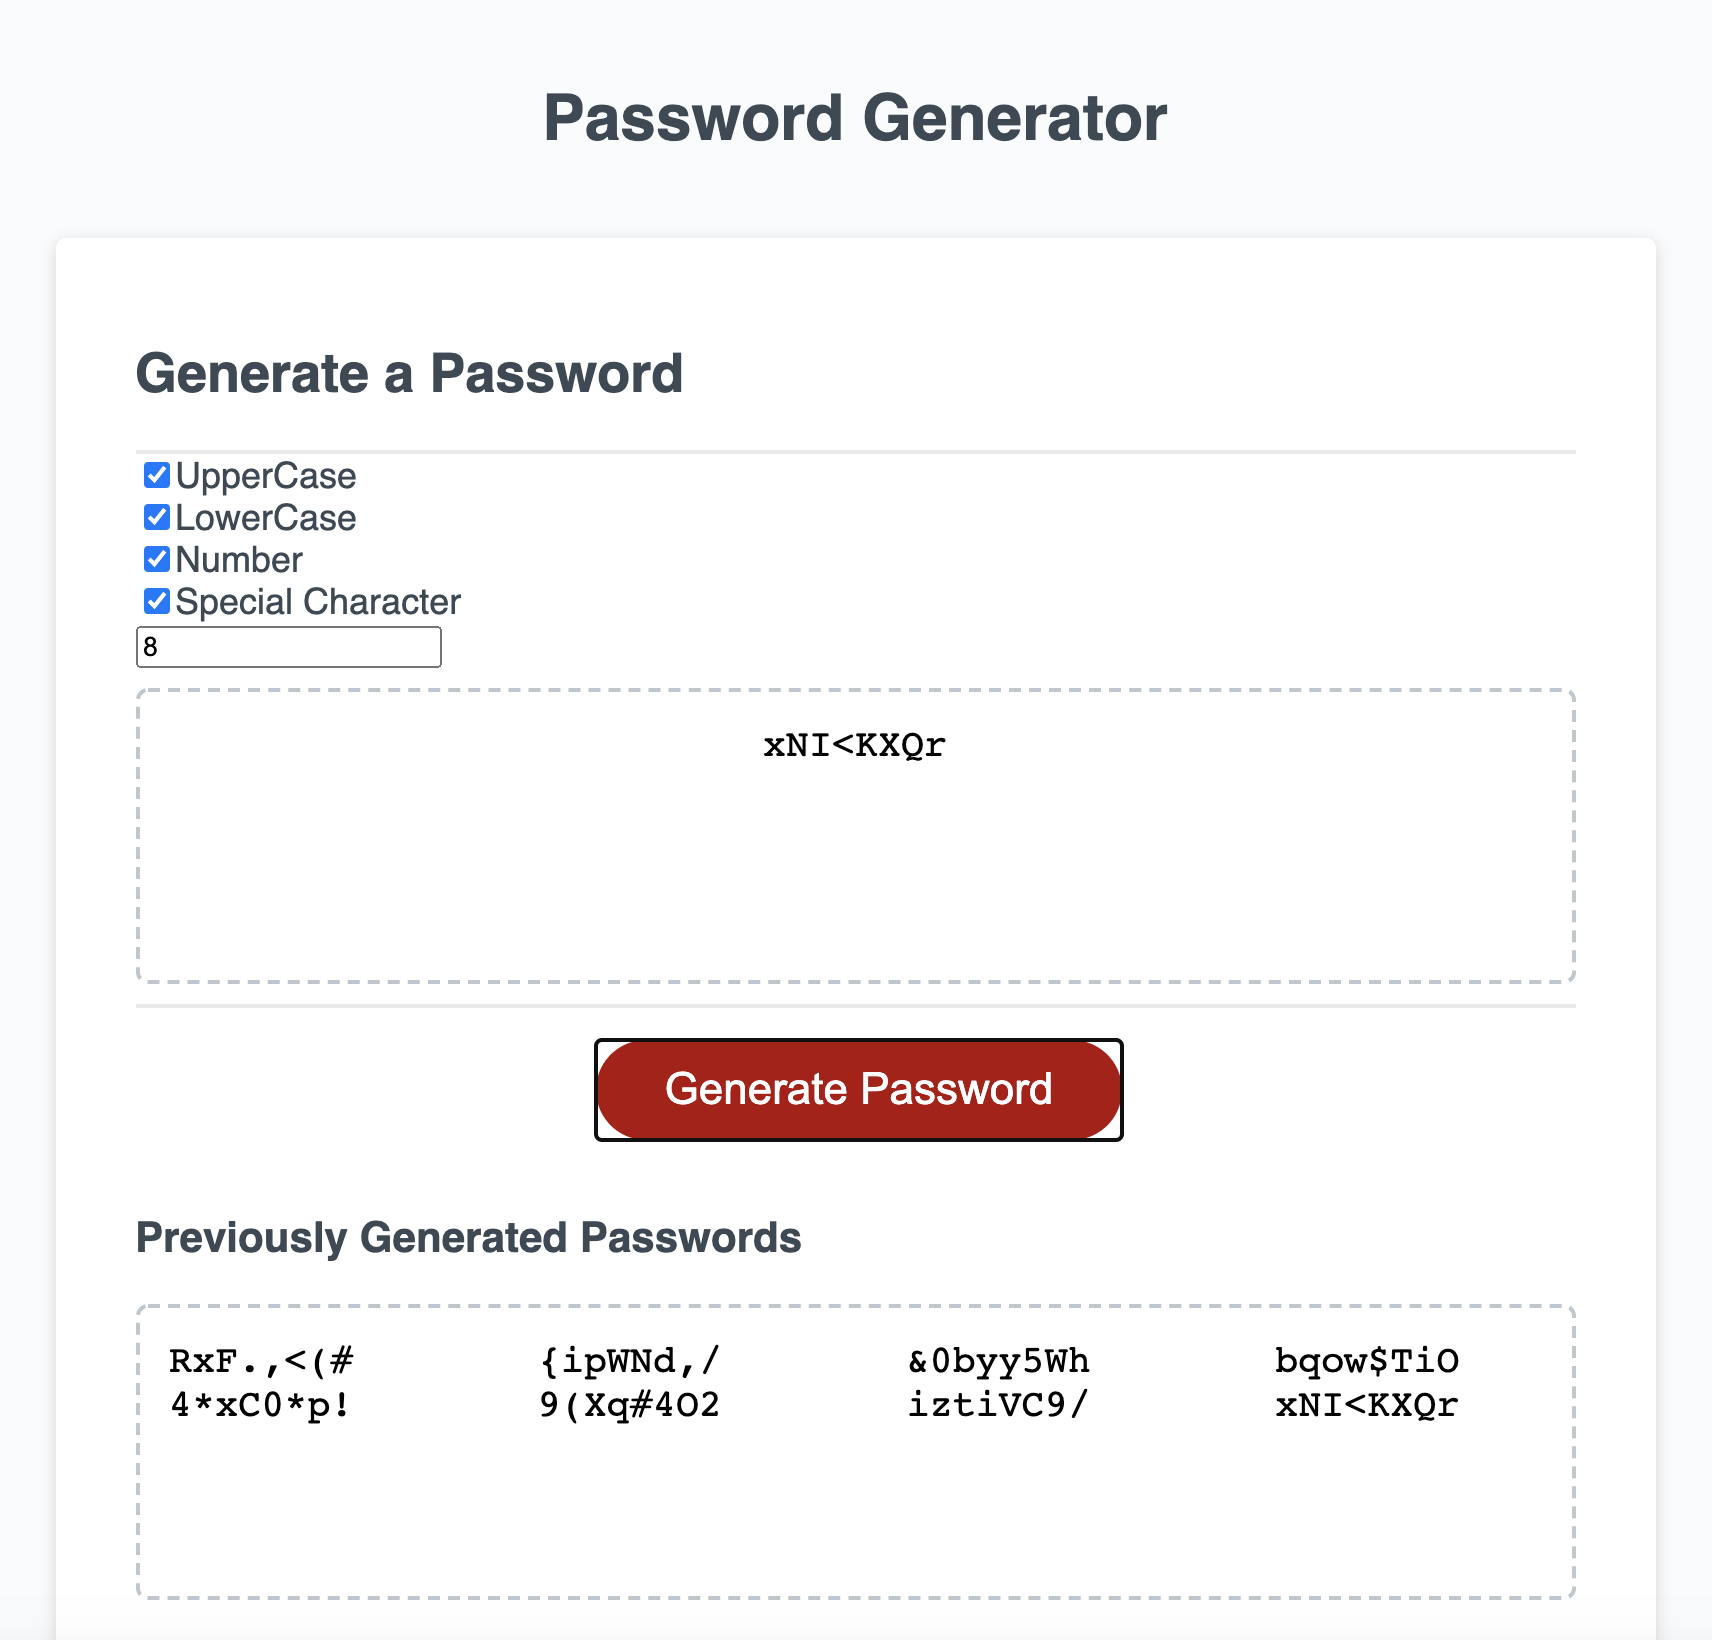 Password Generator
Generate a Password
UpperCase
LowerCase
Number
Special Character
8
xNI<KXQr
Generate Password
Previously Generated Passwords
RxF.,<(# {ipWNd,/ &0byy5Wh bqow$TiO
4*xC0*p! 9(Xq#4O2 iztiVC9/ xNI<KXQr